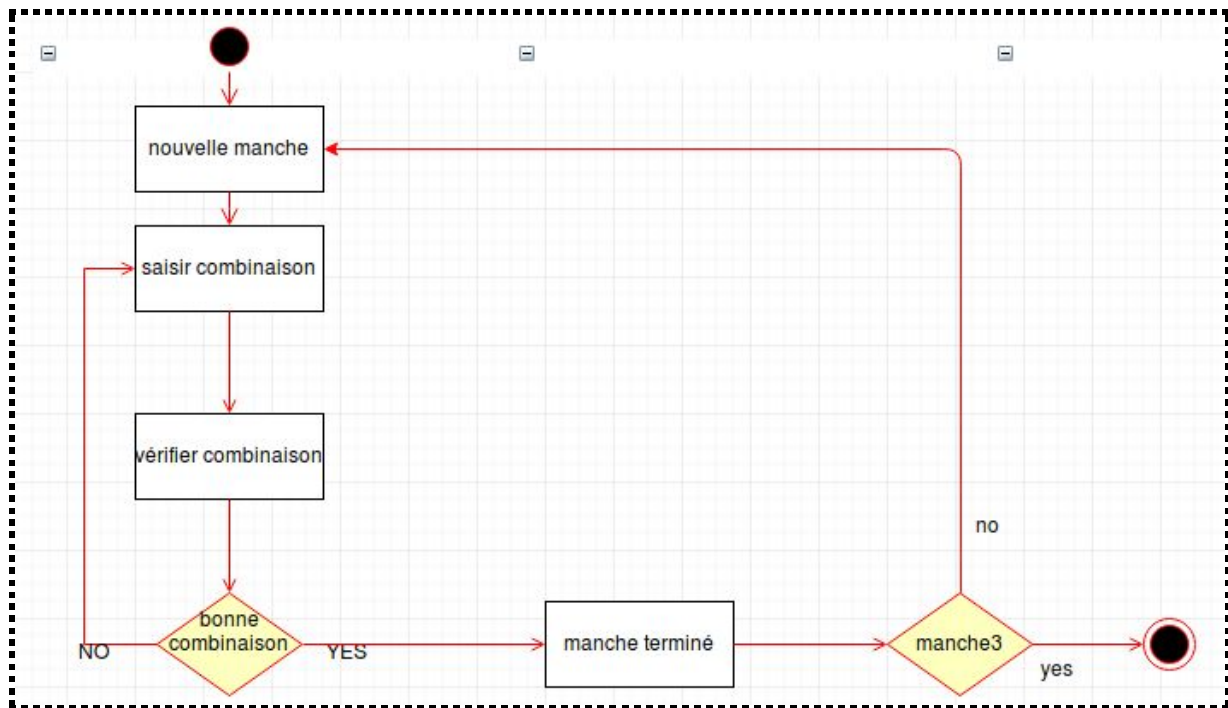 nouvelle manche
saisir combinaison
vérifier combinaison
bonne
combinaison
NO
YES
manche terminé
manche3
no
yes